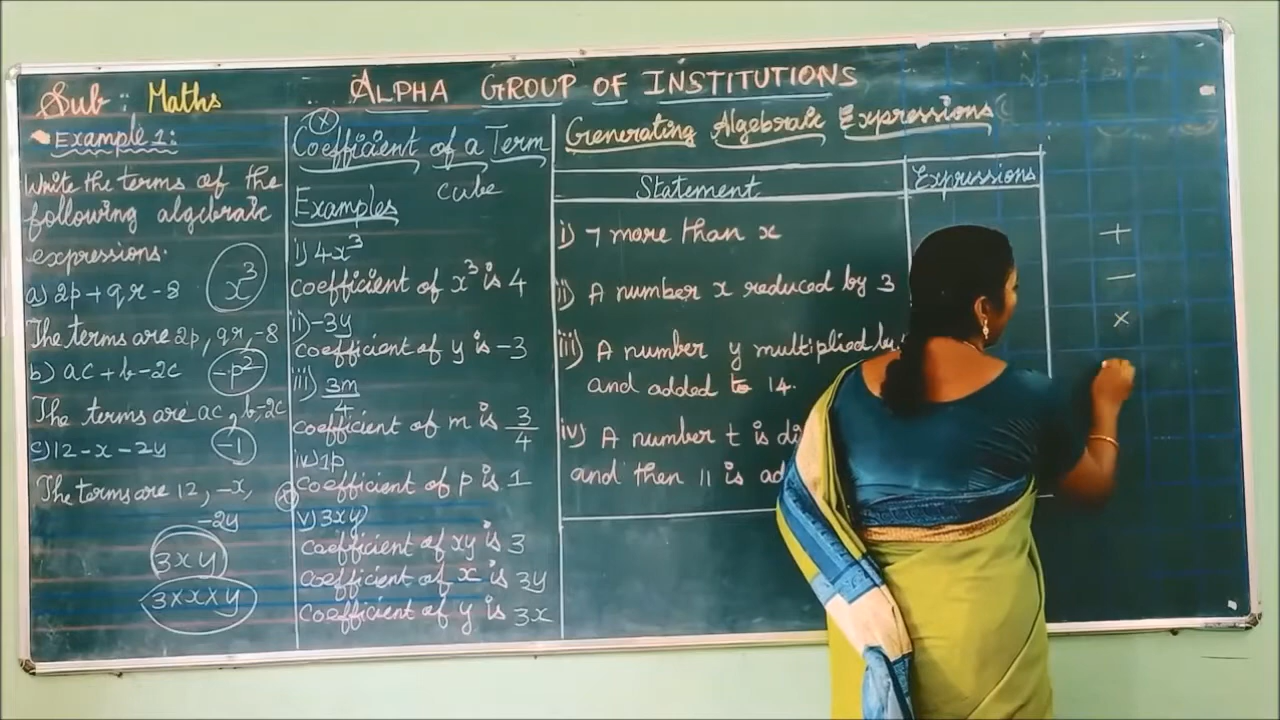 Sub : Maths
ALPHA GROUP OF INSTITUTIONS
Example 1:
Write the terms of the
following algebraic
expressions.
a) 2p + qr - 8
x³
The terms are 2p, qr, -8
b) ac + b - 2c
-p²
The terms are ac, b, -2c
c) 12 - x - 2y
-1
The terms are 12, -x,
-2y
3xy
3×x×y
(x)
Coefficient of a Term
cube
Examples
i) 4x³
coefficient of x³ is 4
ii) -3y
coefficient of y is -3
iii) 3m/4
coefficient of m is 3/4
iv) 1p
coefficient of p is 1
v) 3xy
coefficient of xy is 3
coefficient of x is 3y
coefficient of y is 3x
Generating Algebraic Expressions
Statement Expressions
i) 7 more than x
ii) A number x reduced by 3
iii) A number y multiplied by
and added to 14.
iv) A number t is
and then 11 is
+
-
×